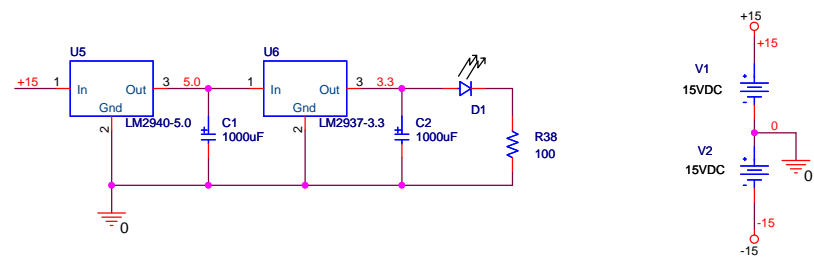 U5
U6
+15 1 In Out 3 5.0 1 In Out 3 3.3
Gnd Gnd
2 LM2940-5.0 2 LM2937-3.3
C1
1000uF
C2
1000uF
D1
R38
100
0
+15
+15
V1
15VDC
0
V2
15VDC
0
-15
-15